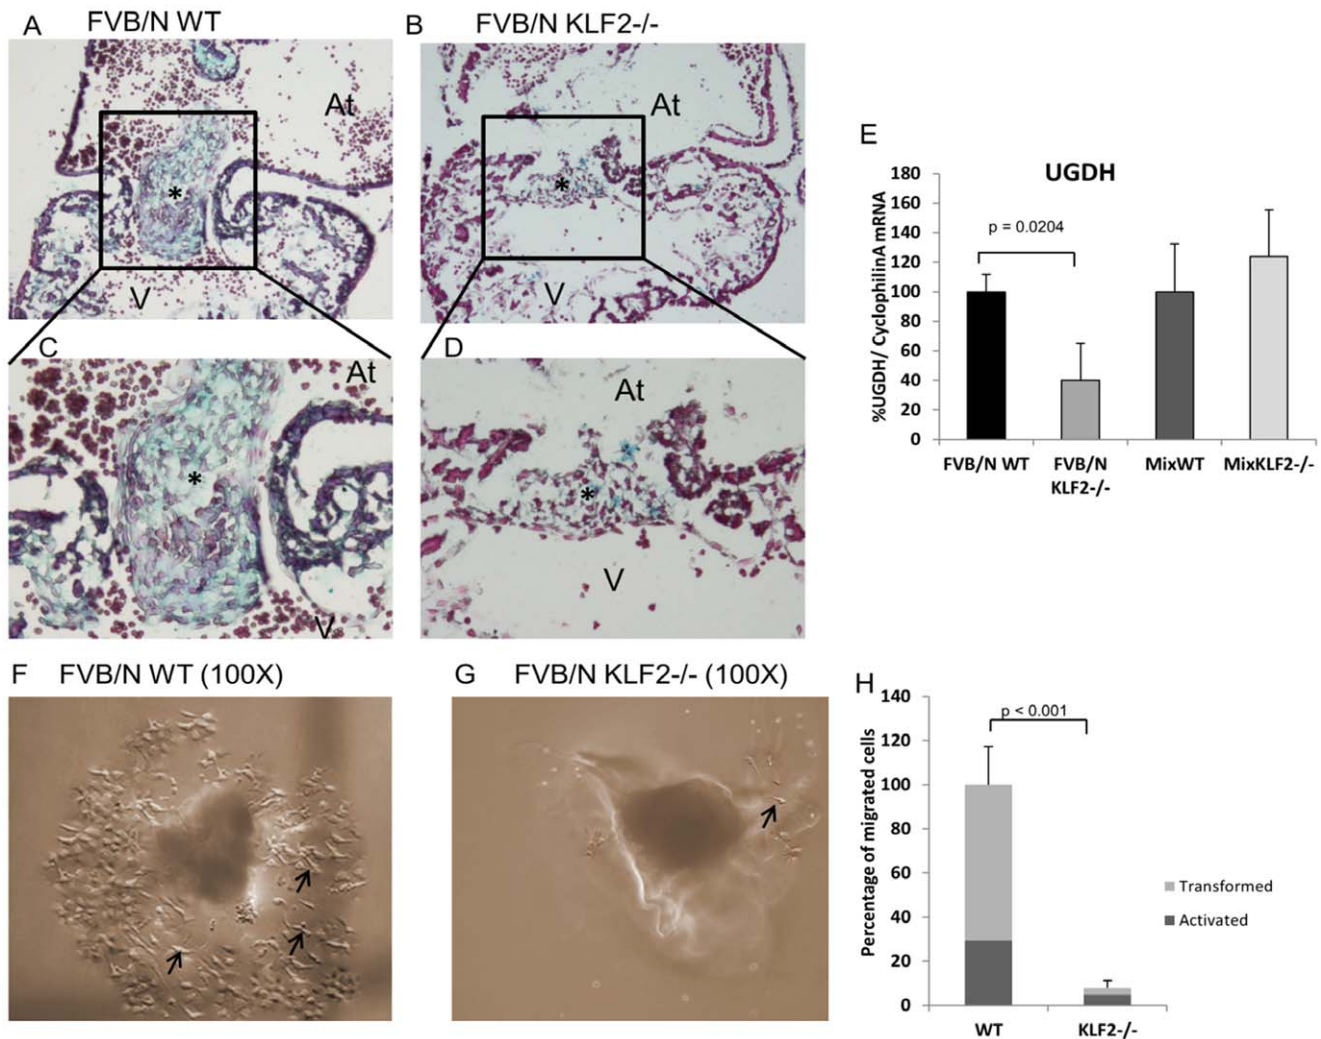 A FVB/N WT
B FVB/N KLF2-/-
At
At
*
*
V
V
C
D
At
At
*
*
V
V
E
UGDH
%UGDH/ CyclophilinA mRNA
180
160
140
120
100
80
60
40
20
0
p = 0.0204
FVB/N WT
FVB/N
KLF2-/-
MixWT
MixKLF2-/-
F FVB/N WT (100X)
G FVB/N KLF2-/- (100X)
H
Percentage of migrated cells
140
120
100
80
60
40
20
0
p < 0.001
Transformed
Activated
WT
KLF2-/-